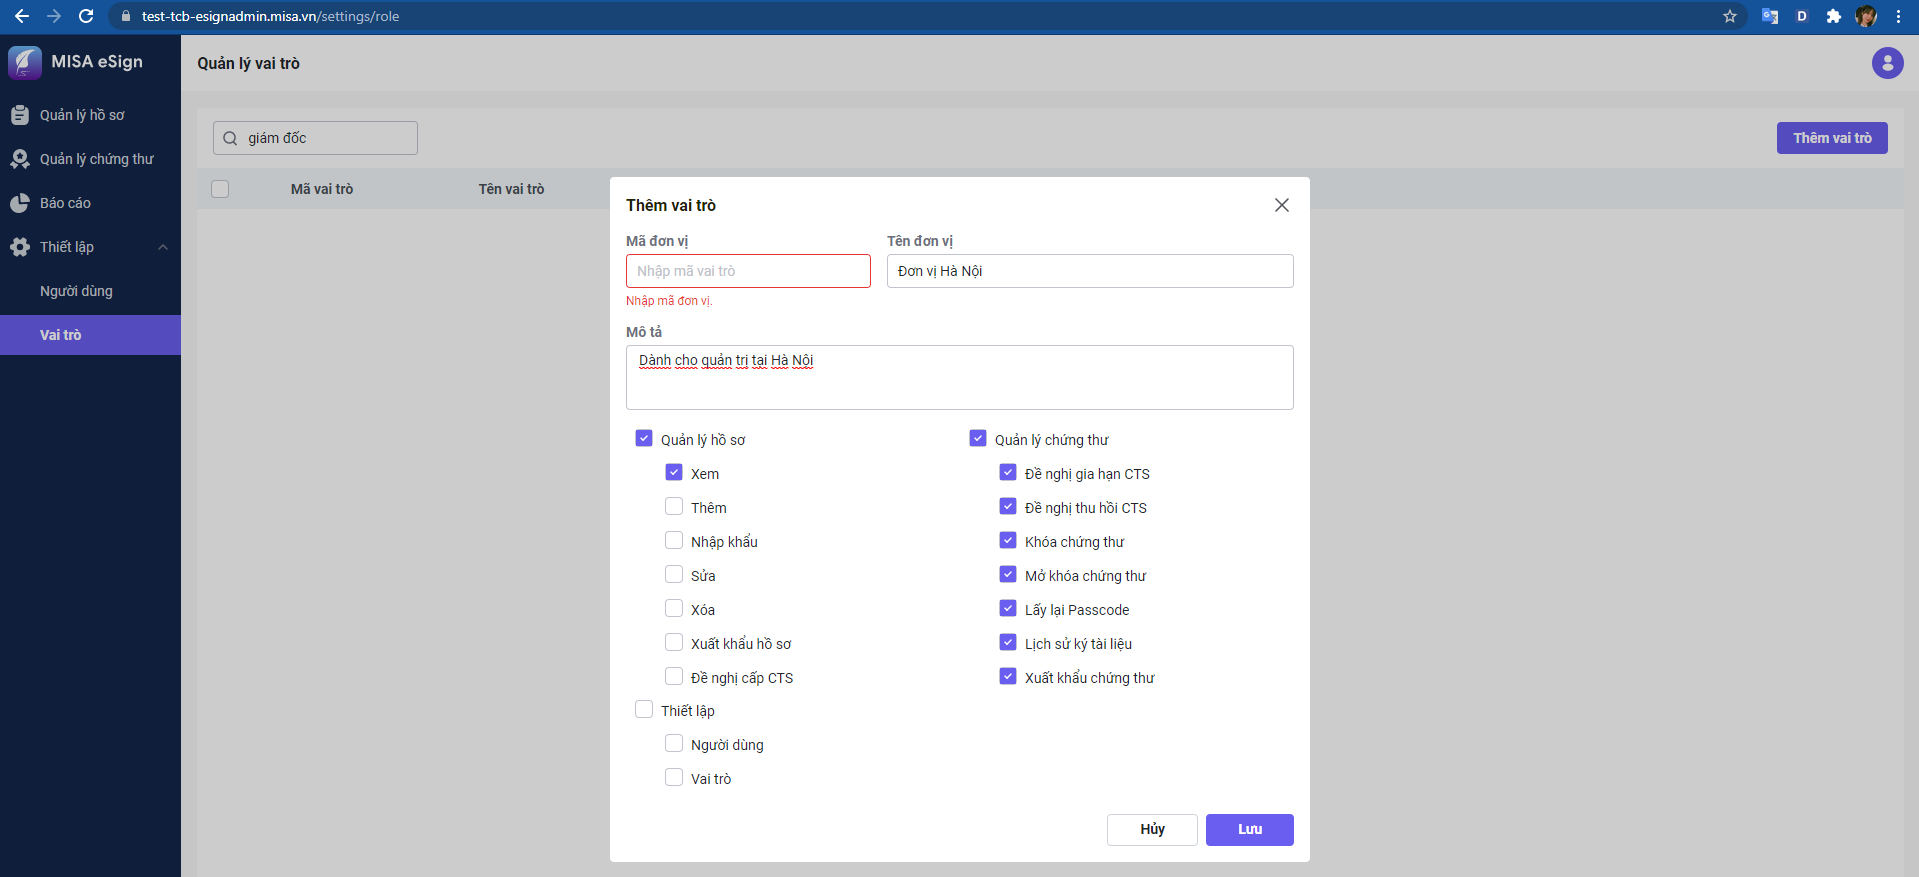 test-tcb-esignadmin.misa.vn/settings/role
D
MISA eSign
Quản lý hồ sơ
Quản lý chứng thư
Báo cáo
Thiết lập
Người dùng
Vai trò
Quản lý vai trò
giám đốc
Thêm vai trò
Mã vai trò
Tên vai trò
Thêm vai trò
Mã đơn vị
Tên đơn vị
Nhập mã vai trò
Đơn vị Hà Nội
Nhập mã đơn vị.
Mô tả
Dành cho quản trị tại Hà Nội
Quản lý hồ sơ
Xem
Thêm
Nhập khẩu
Sửa
Xóa
Xuất khẩu hồ sơ
Đề nghị cấp CTS
Thiết lập
Người dùng
Vai trò
Quản lý chứng thư
Đề nghị gia hạn CTS
Đề nghị thu hồi CTS
Khóa chứng thư
Mở khóa chứng thư
Lấy lại Passcode
Lịch sử ký tài liệu
Xuất khẩu chứng thư
Hủy
Lưu